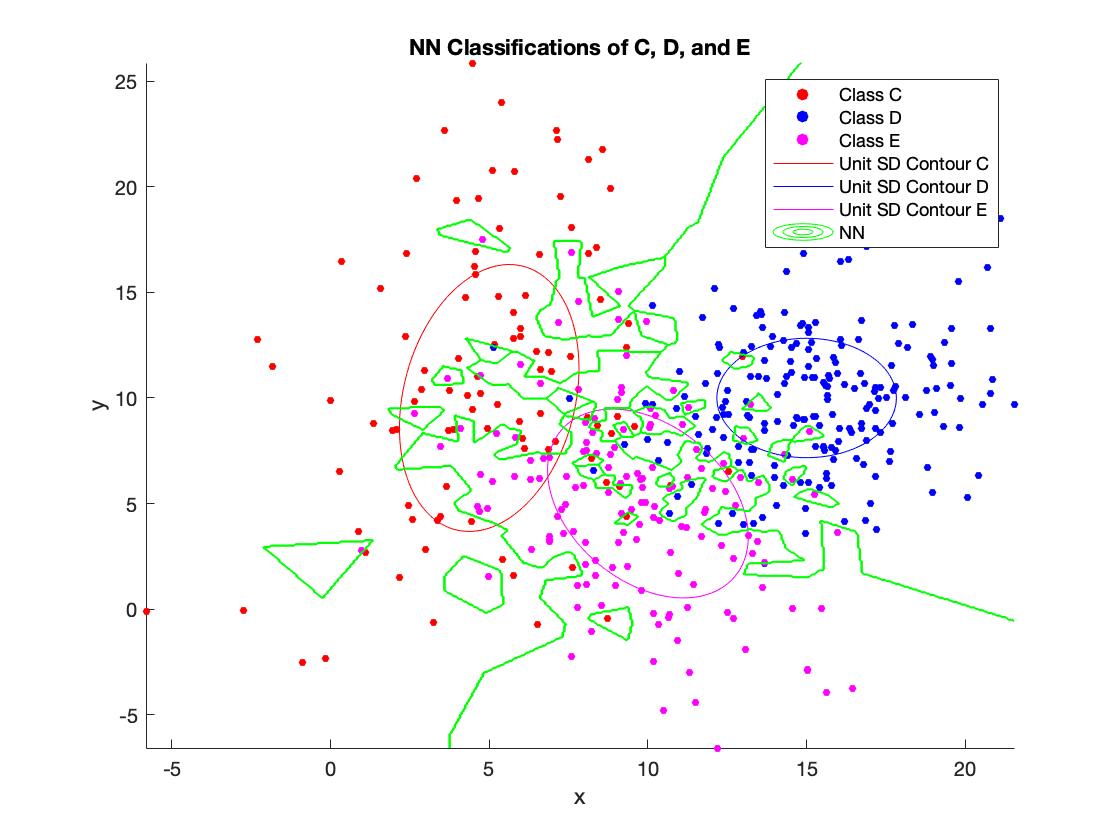 NN Classifications of C, D, and E
25
20
15
10
5
0
-5
y
Class C
Class D
Class E
Unit SD Contour C
Unit SD Contour D
Unit SD Contour E
NN
-5 0 5 10 15 20
x